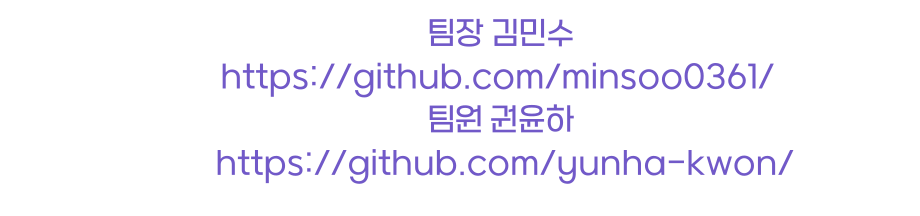 팀장 김민수
https://github.com/minsoo0361/
팀원 권윤하
https://github.com/yunha-kwon/